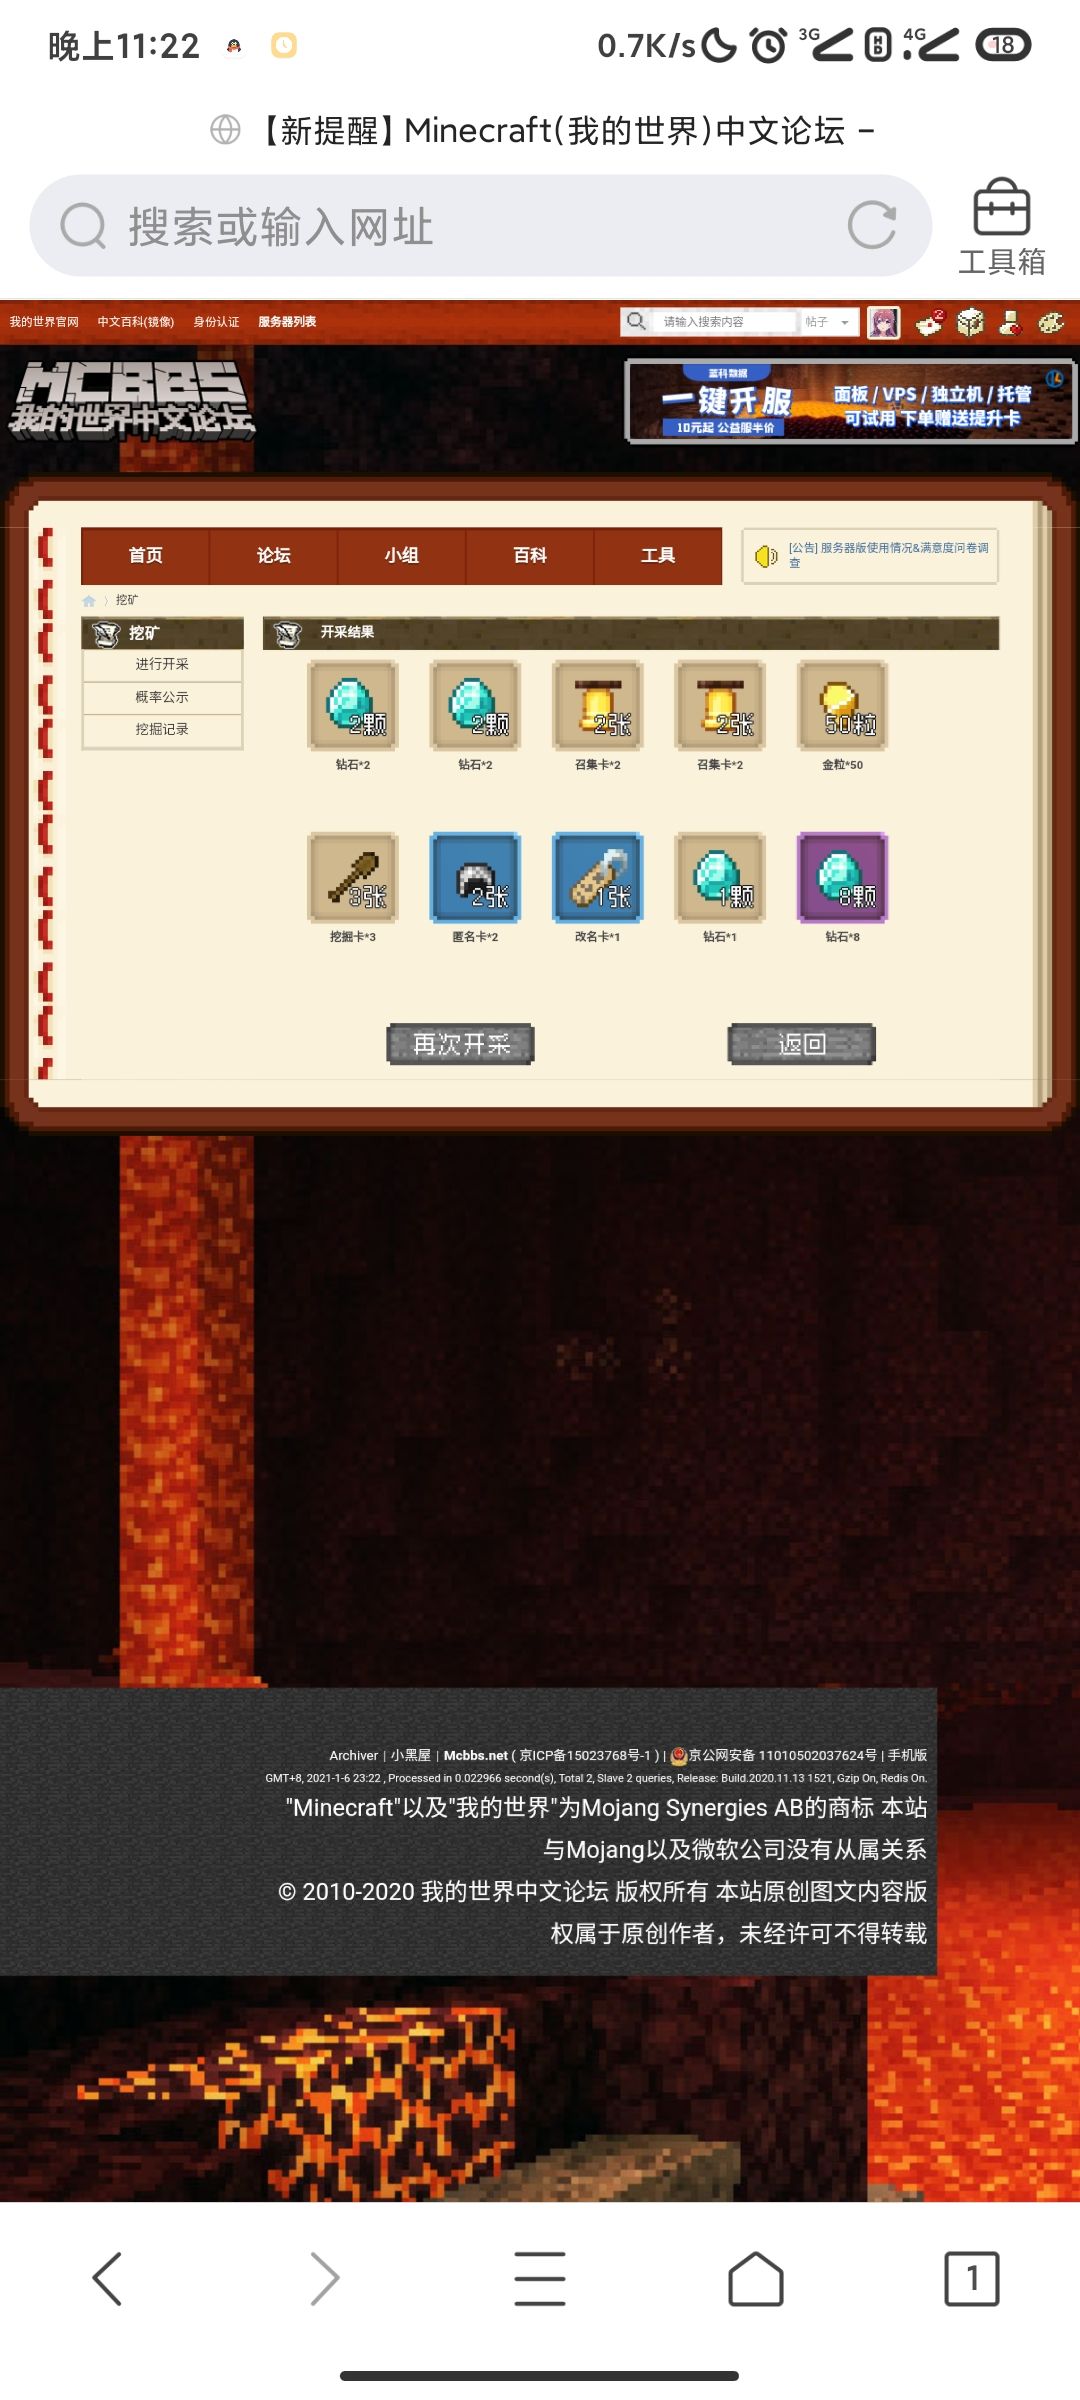 晚上11:22
0.7K/s
3G
HD
4G
18
【新提醒】Minecraft(我的世界)中文论坛 -
搜索或输入网址
工具箱
我的世界官网 中文百科(镜像) 身份认证 服务器列表
请输入搜索内容 帖子
2
MCBBS
我的世界中文论坛
蓝科数据
一键开服
10元起 公益服半价
面板 / VPS / 独立机 / 托管
可试用 下单赠送提升卡
首页 论坛 小组 百科 工具
[公告] 服务器版使用情况&满意度问卷调
查
挖矿
挖矿
进行开采
概率公示
挖掘记录
开采结果
2颗 2颗 2张 2张 50粒
钻石*2 钻石*2 召集卡*2 召集卡*2 金粒*50
3张 2张 1张 1颗 8颗
挖掘卡*3 匿名卡*2 改名卡*1 钻石*1 钻石*8
再次开采 返回
Archiver | 小黑屋 | Mcbbs.net ( 京ICP备15023768号-1 ) | 京公网安备 11010502037624号 | 手机版
GMT+8, 2021-1-6 23:22 , Processed in 0.022966 second(s), Total 2, Slave 2 queries, Release: Build.2020.11.13 1521, Gzip On, Redis On.
"Minecraft"以及"我的世界"为Mojang Synergies AB的商标 本站
与Mojang以及微软公司没有从属关系
© 2010-2020 我的世界中文论坛 版权所有 本站原创图文内容版
权属于原创作者，未经许可不得转载
1